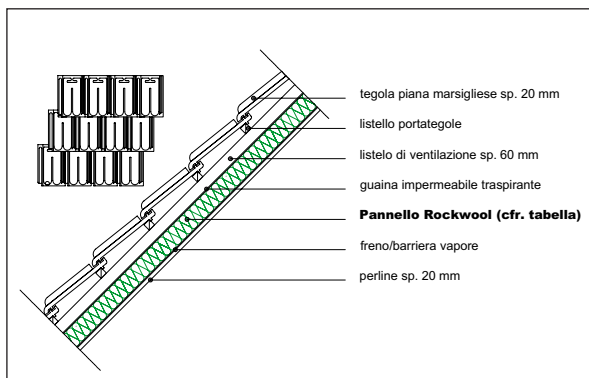 tegola piana marsigliese sp. 20 mm
listello portategole
listelo di ventilazione sp. 60 mm
guaina impermeabile traspirante
Pannello Rockwool (cfr. tabella)
freno/barriera vapore
perline sp. 20 mm